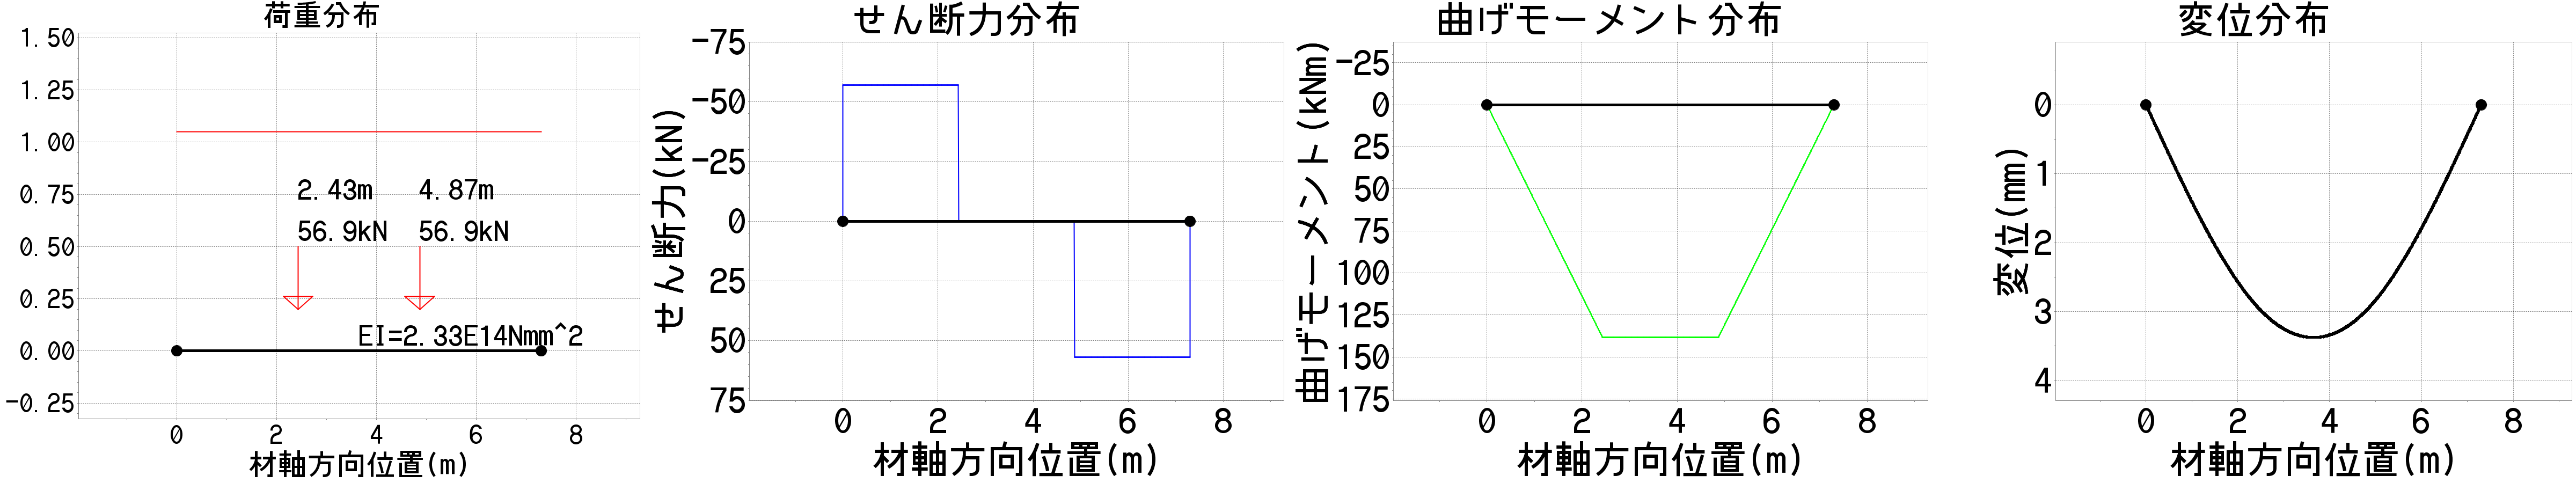 荷重分布
1.50
1.25
1.00
0.75
0.50
0.25
0.00
-0.25
2.43m
4.87m
56.9kN
56.9kN
EI=2.33E14Nmm^2
0 2 4 6 8
材軸方向位置(m)
せん断力分布
せん断力(kN)
-75
-50
-25
0
25
50
75
0 2 4 6 8
材軸方向位置(m)
曲げモーメント分布
曲げモーメント(kNm)
-25
0
25
50
75
100
125
150
175
0 2 4 6 8
材軸方向位置(m)
変位分布
変位(mm)
0
1
2
3
4
0 2 4 6 8
材軸方向位置(m)